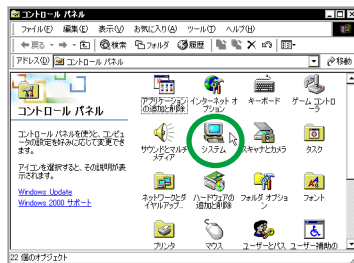 コントロール パネル
ファイル(F) 編集(E) 表示(V) お気に入り(A) ツール(T) ヘルプ(H)
戻る 検索 フォルダ 履歴
アドレス(D) コントロール パネル 移動
コントロール パネル
コントロール パネルを使うと、コンピュ
ータの設定を好みに応じて変更でき
ます。
アイコンを選択すると、その説明が表
示されます。
Windows Update
Windows 2000 サポート
アプリケーション
の追加と削除
インターネット オ
プション
キーボード
ゲーム コントロ
ーラ
サウンドとマルチ
メディア
システム
スキャナとカメラ
タスク
ネットワークとダ
イヤルアップ...
ハードウェアの
追加と削除
フォルダ オプショ
ン
フォント
プリンタ
マウス
ユーザーとパス
ユーザー補助の
22 個のオブジェクト